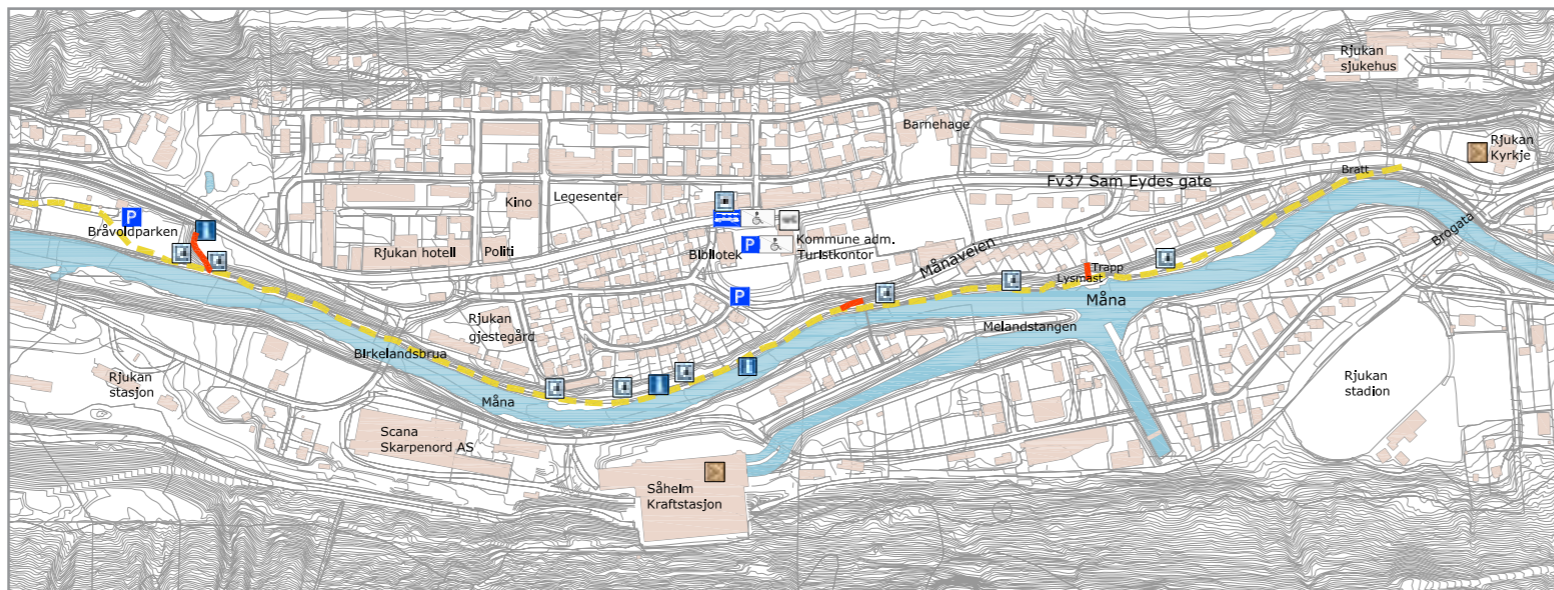 Rjukan
sjukehus
Barnehage
Rjukan
Kyrkje
Bratt
Fv37 Sam Eydes gate
Legesenter
Kino
P
Bråvoldparken
Rjukan hotell
Politi
P
Kommune adm.
Bibliotek
Turistkontor
Månaveien
Brogata
Trapp
Lysmast
Måna
P
Rjukan
gjestegård
Melandstangen
Birkelandsbrua
Rjukan
stasjon
Måna
Rjukan
stadion
Scana
Skarpenord AS
Såhelm
Kraftstasjon